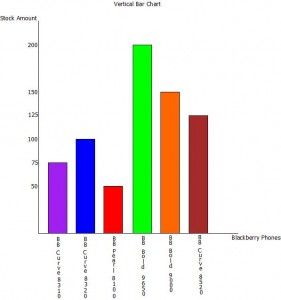 Vertical Bar Chart
Stock Amount
200
150
125
100
75
50
BB Curve 8310
BB Curve 8320
BB Pearl 8100
BB Bold 9650
BB Bold 9000
BB Curve 8520
Blackberry Phones